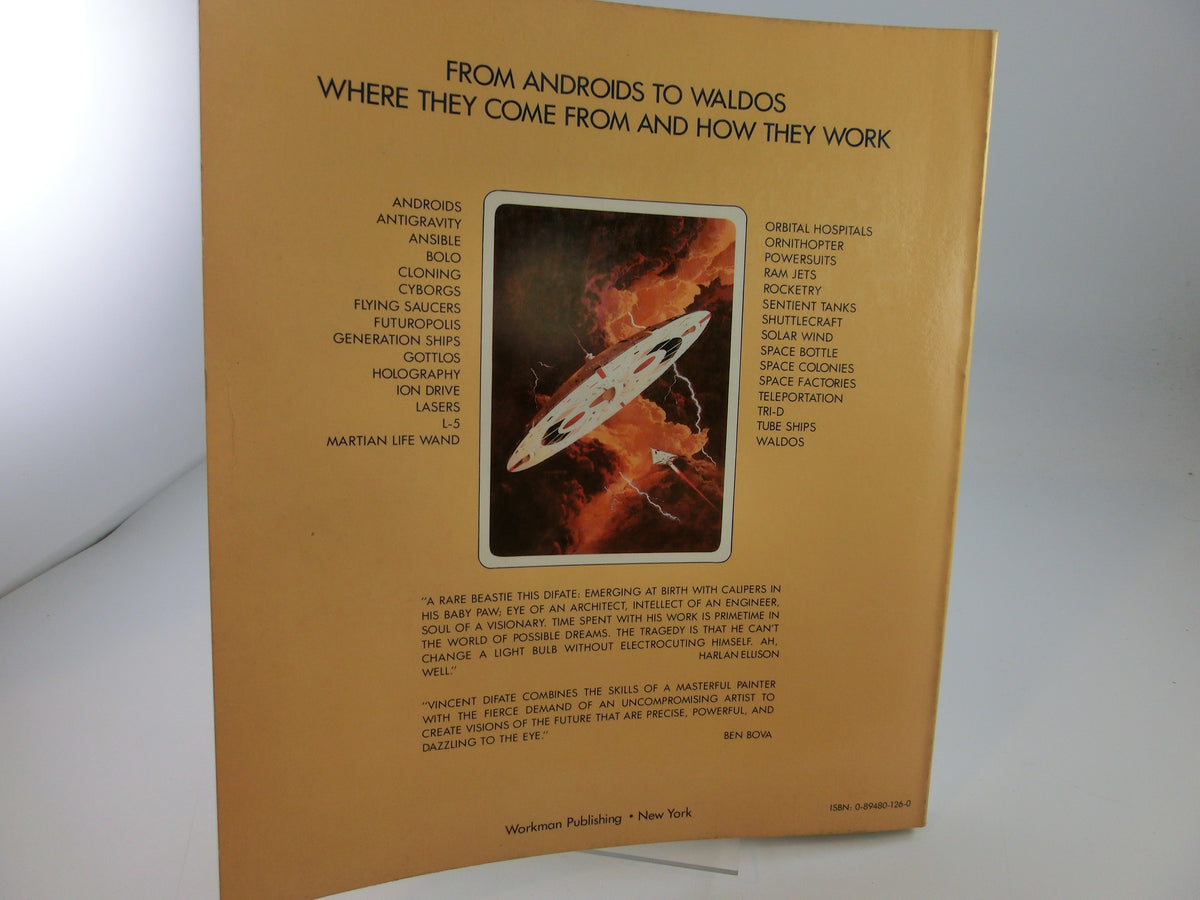 FROM ANDROIDS TO WALDOS
WHERE THEY COME FROM AND HOW THEY WORK
ANDROIDS
ANTIGRAVITY
ANSIBLE
BOLO
CLONING
CYBORGS
FLYING SAUCERS
FUTUROPOLIS
GENERATION SHIPS
GOTTLOS
HOLOGRAPHY
ION DRIVE
LASERS
L-5
MARTIAN LIFE WAND
ORBITAL HOSPITALS
ORNITHOPTER
POWERSUITS
RAM JETS
ROCKETRY
SENTIENT TANKS
SHUTTLECRAFT
SOLAR WIND
SPACE BOTTLE
SPACE COLONIES
SPACE FACTORIES
TELEPORTATION
TRI-D
TUBE SHIPS
WALDOS
"A RARE BEASTIE THIS DIFATE: EMERGING AT BIRTH WITH CALIPERS IN
HIS BABY PAW; EYE OF AN ARCHITECT, INTELLECT OF AN ENGINEER,
SOUL OF A VISIONARY. TIME SPENT WITH HIS WORK IS PRIMETIME IN
THE WORLD OF POSSIBLE DREAMS. THE TRAGEDY IS THAT HE CAN'T
CHANGE A LIGHT BULB WITHOUT ELECTROCUTING HIMSELF. AH,
WELL." HARLAN ELLISON
"VINCENT DIFATE COMBINES THE SKILLS OF A MASTERFUL PAINTER
WITH THE FIERCE DEMAND OF AN UNCOMPROMISING ARTIST TO
CREATE VISIONS OF THE FUTURE THAT ARE PRECISE, POWERFUL, AND
DAZZLING TO THE EYE." BEN BOVA
Workman Publishing • New York
ISBN: 0-89480-126-0